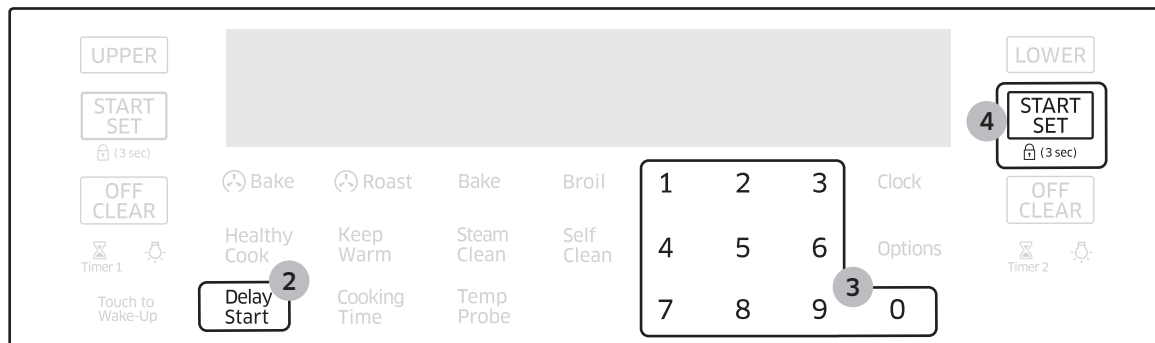 UPPER
LOWER
START
SET
(3 sec)
4
START
SET
(3 sec)
Bake
Roast
Bake
Broil
1 2 3
Clock
OFF
CLEAR
OFF
CLEAR
Healthy
Cook
Keep
Warm
Steam
Clean
Self
Clean
4 5 6
Options
Timer 1
Timer 2
2
3
Touch to
Wake-Up
Delay
Start
Cooking
Time
Temp
Probe
7 8 9 0